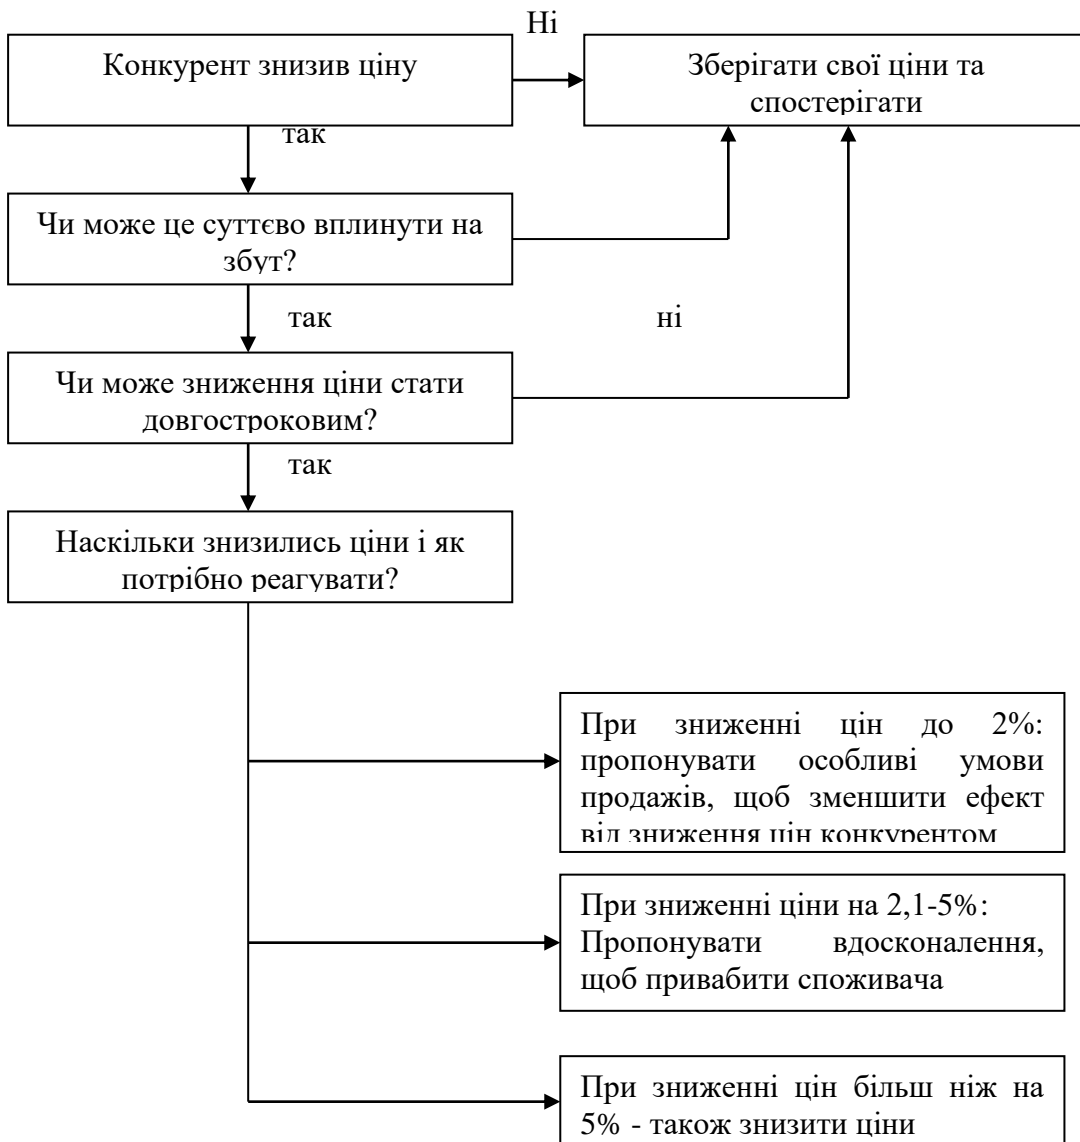 Ні
Конкурент знизив ціну
Зберігати свої ціни та
спостерігати
так
Чи може це суттєво вплинути на
збут?
так
ні
Чи може зниження ціни стати
довгостроковим?
так
Наскільки знизились ціни і як
потрібно реагувати?
При зниженні цін до 2%:
пропонувати особливі умови
продажів, щоб зменшити ефект
від зниження цін конкурентом
При зниженні ціни на 2,1-5%:
Пропонувати вдосконалення,
щоб привабити споживача
При зниженні цін більш ніж на
5% - також знизити ціни